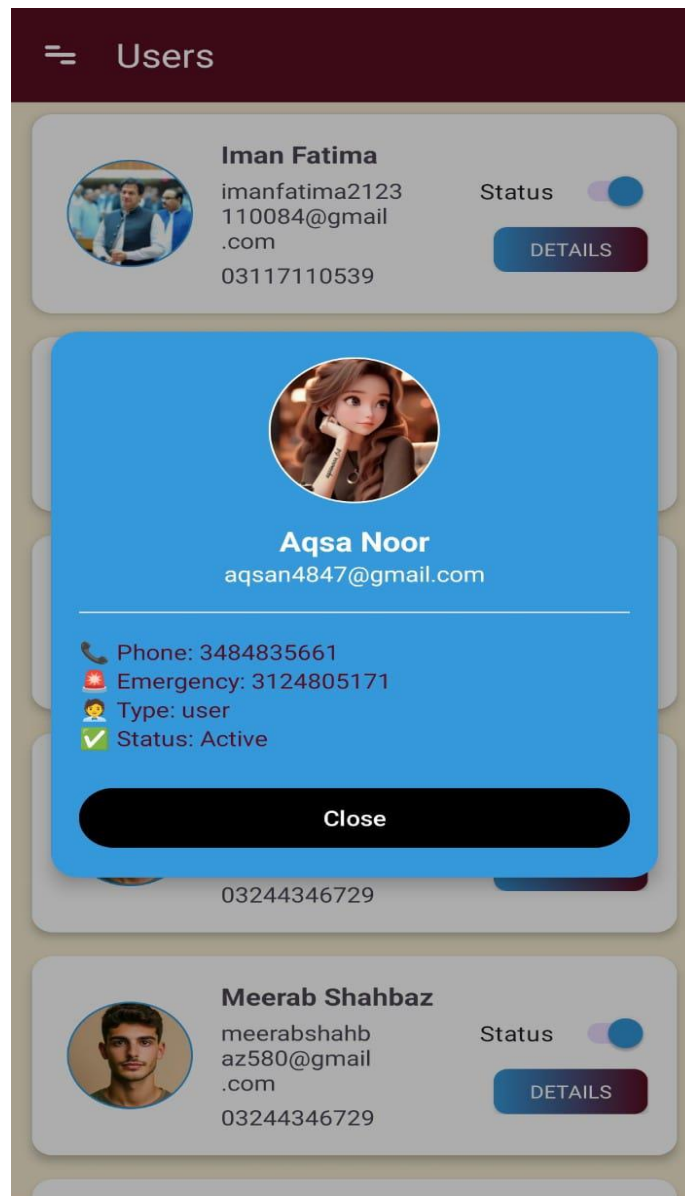 Users
Iman Fatima
imanfatima2123
110084@gmail
.com
03117110539
Status
DETAILS
Aqsa Noor
aqsan4847@gmail.com
Phone: 3484835661
Emergency: 3124805171
Type: user
Status: Active
Close
03244346729
Meerab Shahbaz
meerabshahb
az580@gmail
.com
03244346729
Status
DETAILS